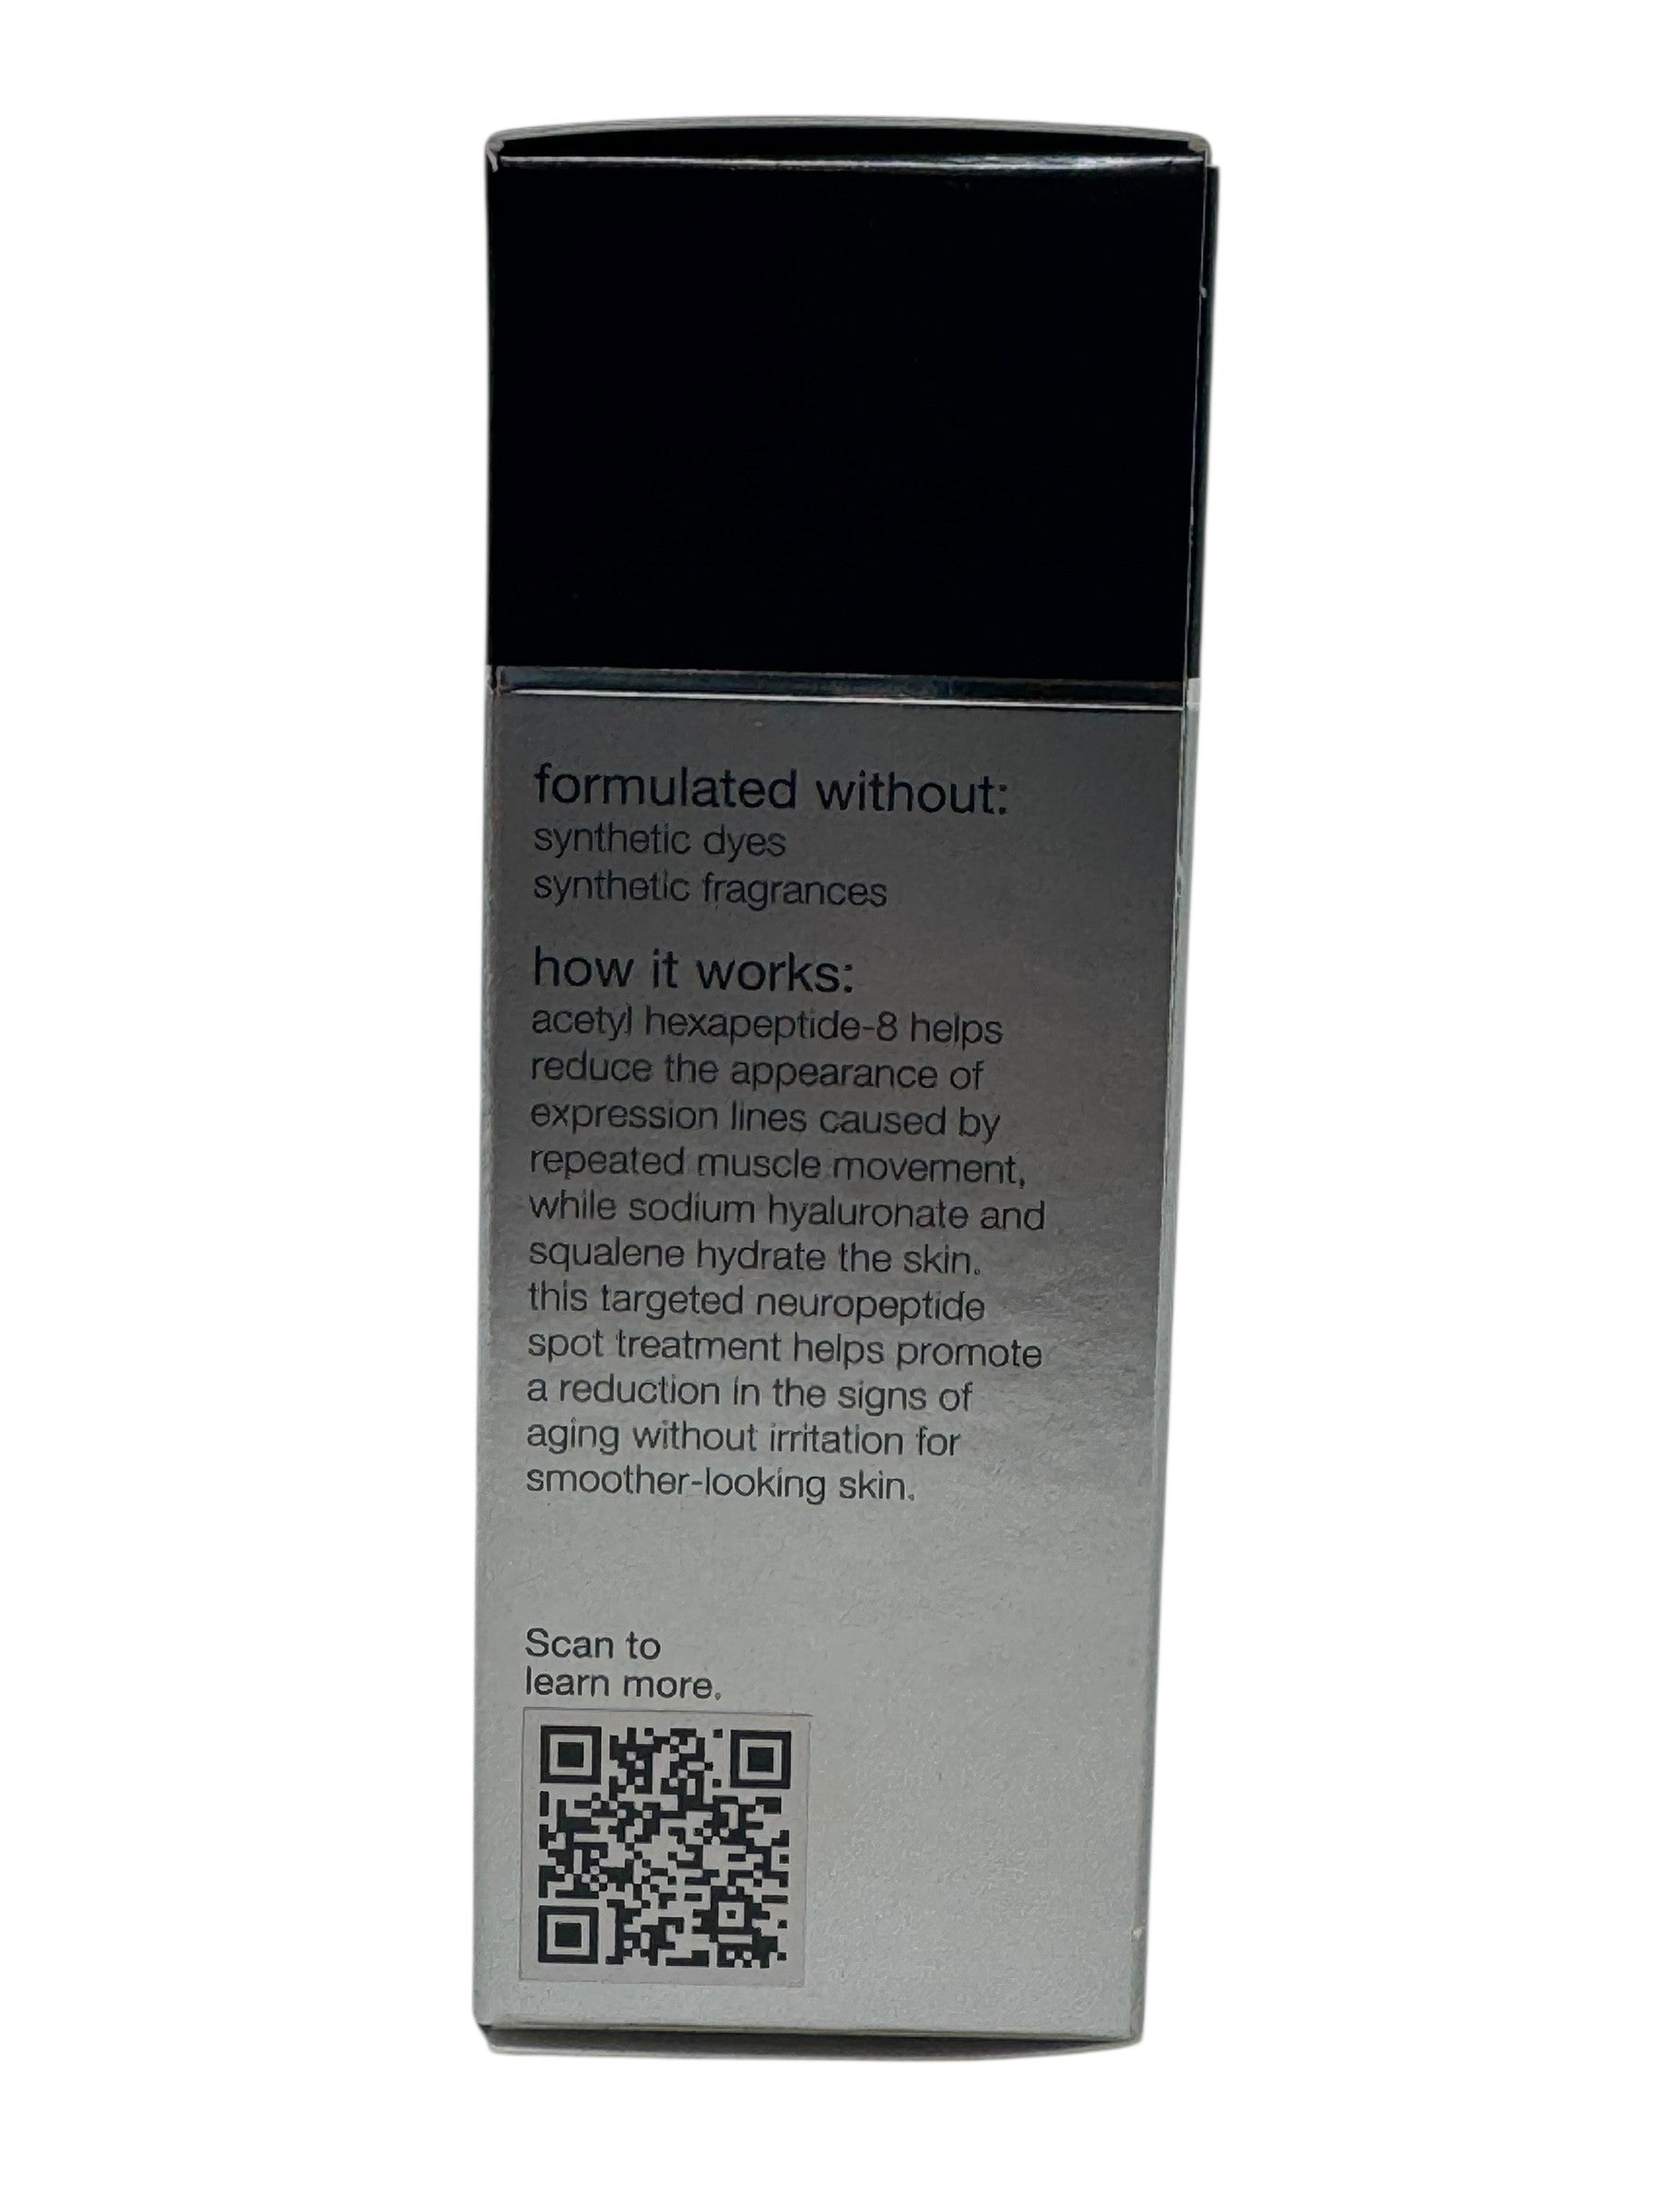 formulated without:
synthetic dyes
synthetic fragrances
how it works:
acetyl hexapeptide-8 helps
reduce the appearance of
expression lines caused by
repeated muscle movement,
while sodium hyaluronate and
squalene hydrate the skin.
this targeted neuropeptide
spot treatment helps promote
a reduction in the signs of
aging without irritation for
smoother-looking skin.
Scan to
learn more.